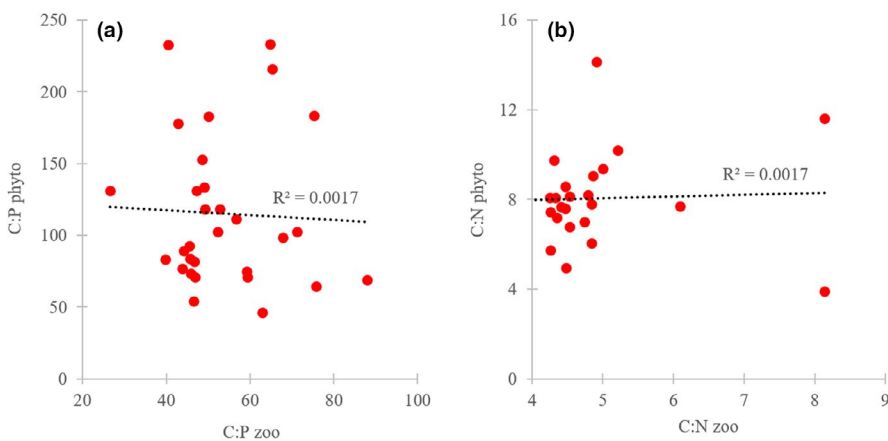 (a)
250
200
150
100
50
0
C:P phyto
R² = 0.0017
20 40 60 80 100
C:P zoo
(b)
16
12
8
4
0
C:N phyto
R² = 0.0017
4 5 6 7 8 9
C:N zoo